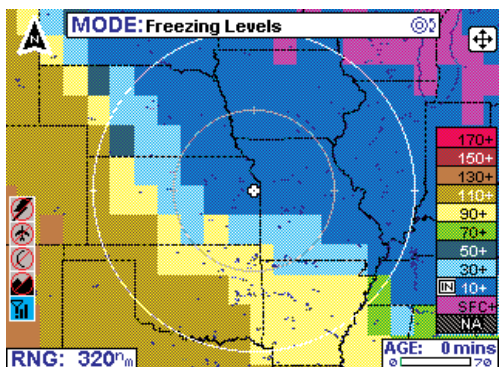 MODE: Freezing Levels
N
170+
150+
130+
110+
90+
70+
50+
30+
IN 10+
SFC+
NA
RNG: 320nm
AGE: 0 mins
0 70